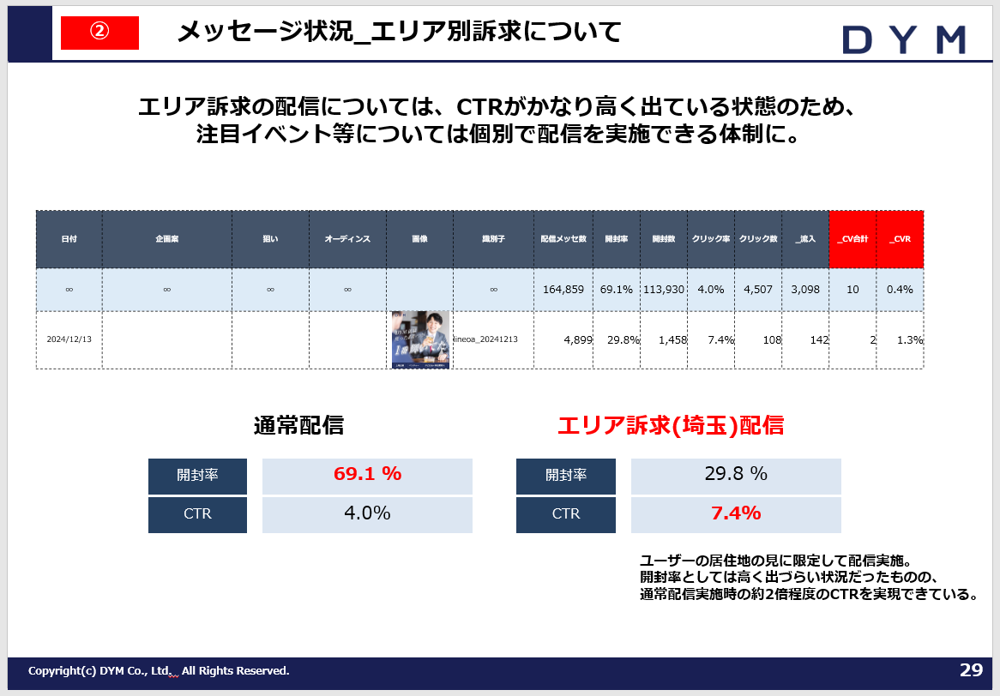 ②
メッセージ状況_エリア別訴求について
DYM
エリア訴求の配信については、CTRがかなり高く出ている状態のため、
注目イベント等については個別で配信を実施できる体制に。
日付 企画案 狙い オーディンス 画像 識別子 配信メッセ数 開封率 開封数 クリック率 クリック数 _流入 _CV合計 _CVR
∞ ∞ ∞ ∞ ∞ 164,859 69.1% 113,930 4.0% 4,507 3,098 10 0.4%
2024/12/13 lineoa_20241213 4,899 29.8% 1,458 7.4% 108 142 2 1.3%
通常配信
開封率 69.1 %
CTR 4.0%
エリア訴求(埼玉)配信
開封率 29.8 %
CTR 7.4%
ユーザーの居住地の見に限定して配信実施。
開封率としては高く出づらい状況だったものの、
通常配信実施時の約2倍程度のCTRを実現できている。
Copyright(c) DYM Co., Ltd. All Rights Reserved.
29